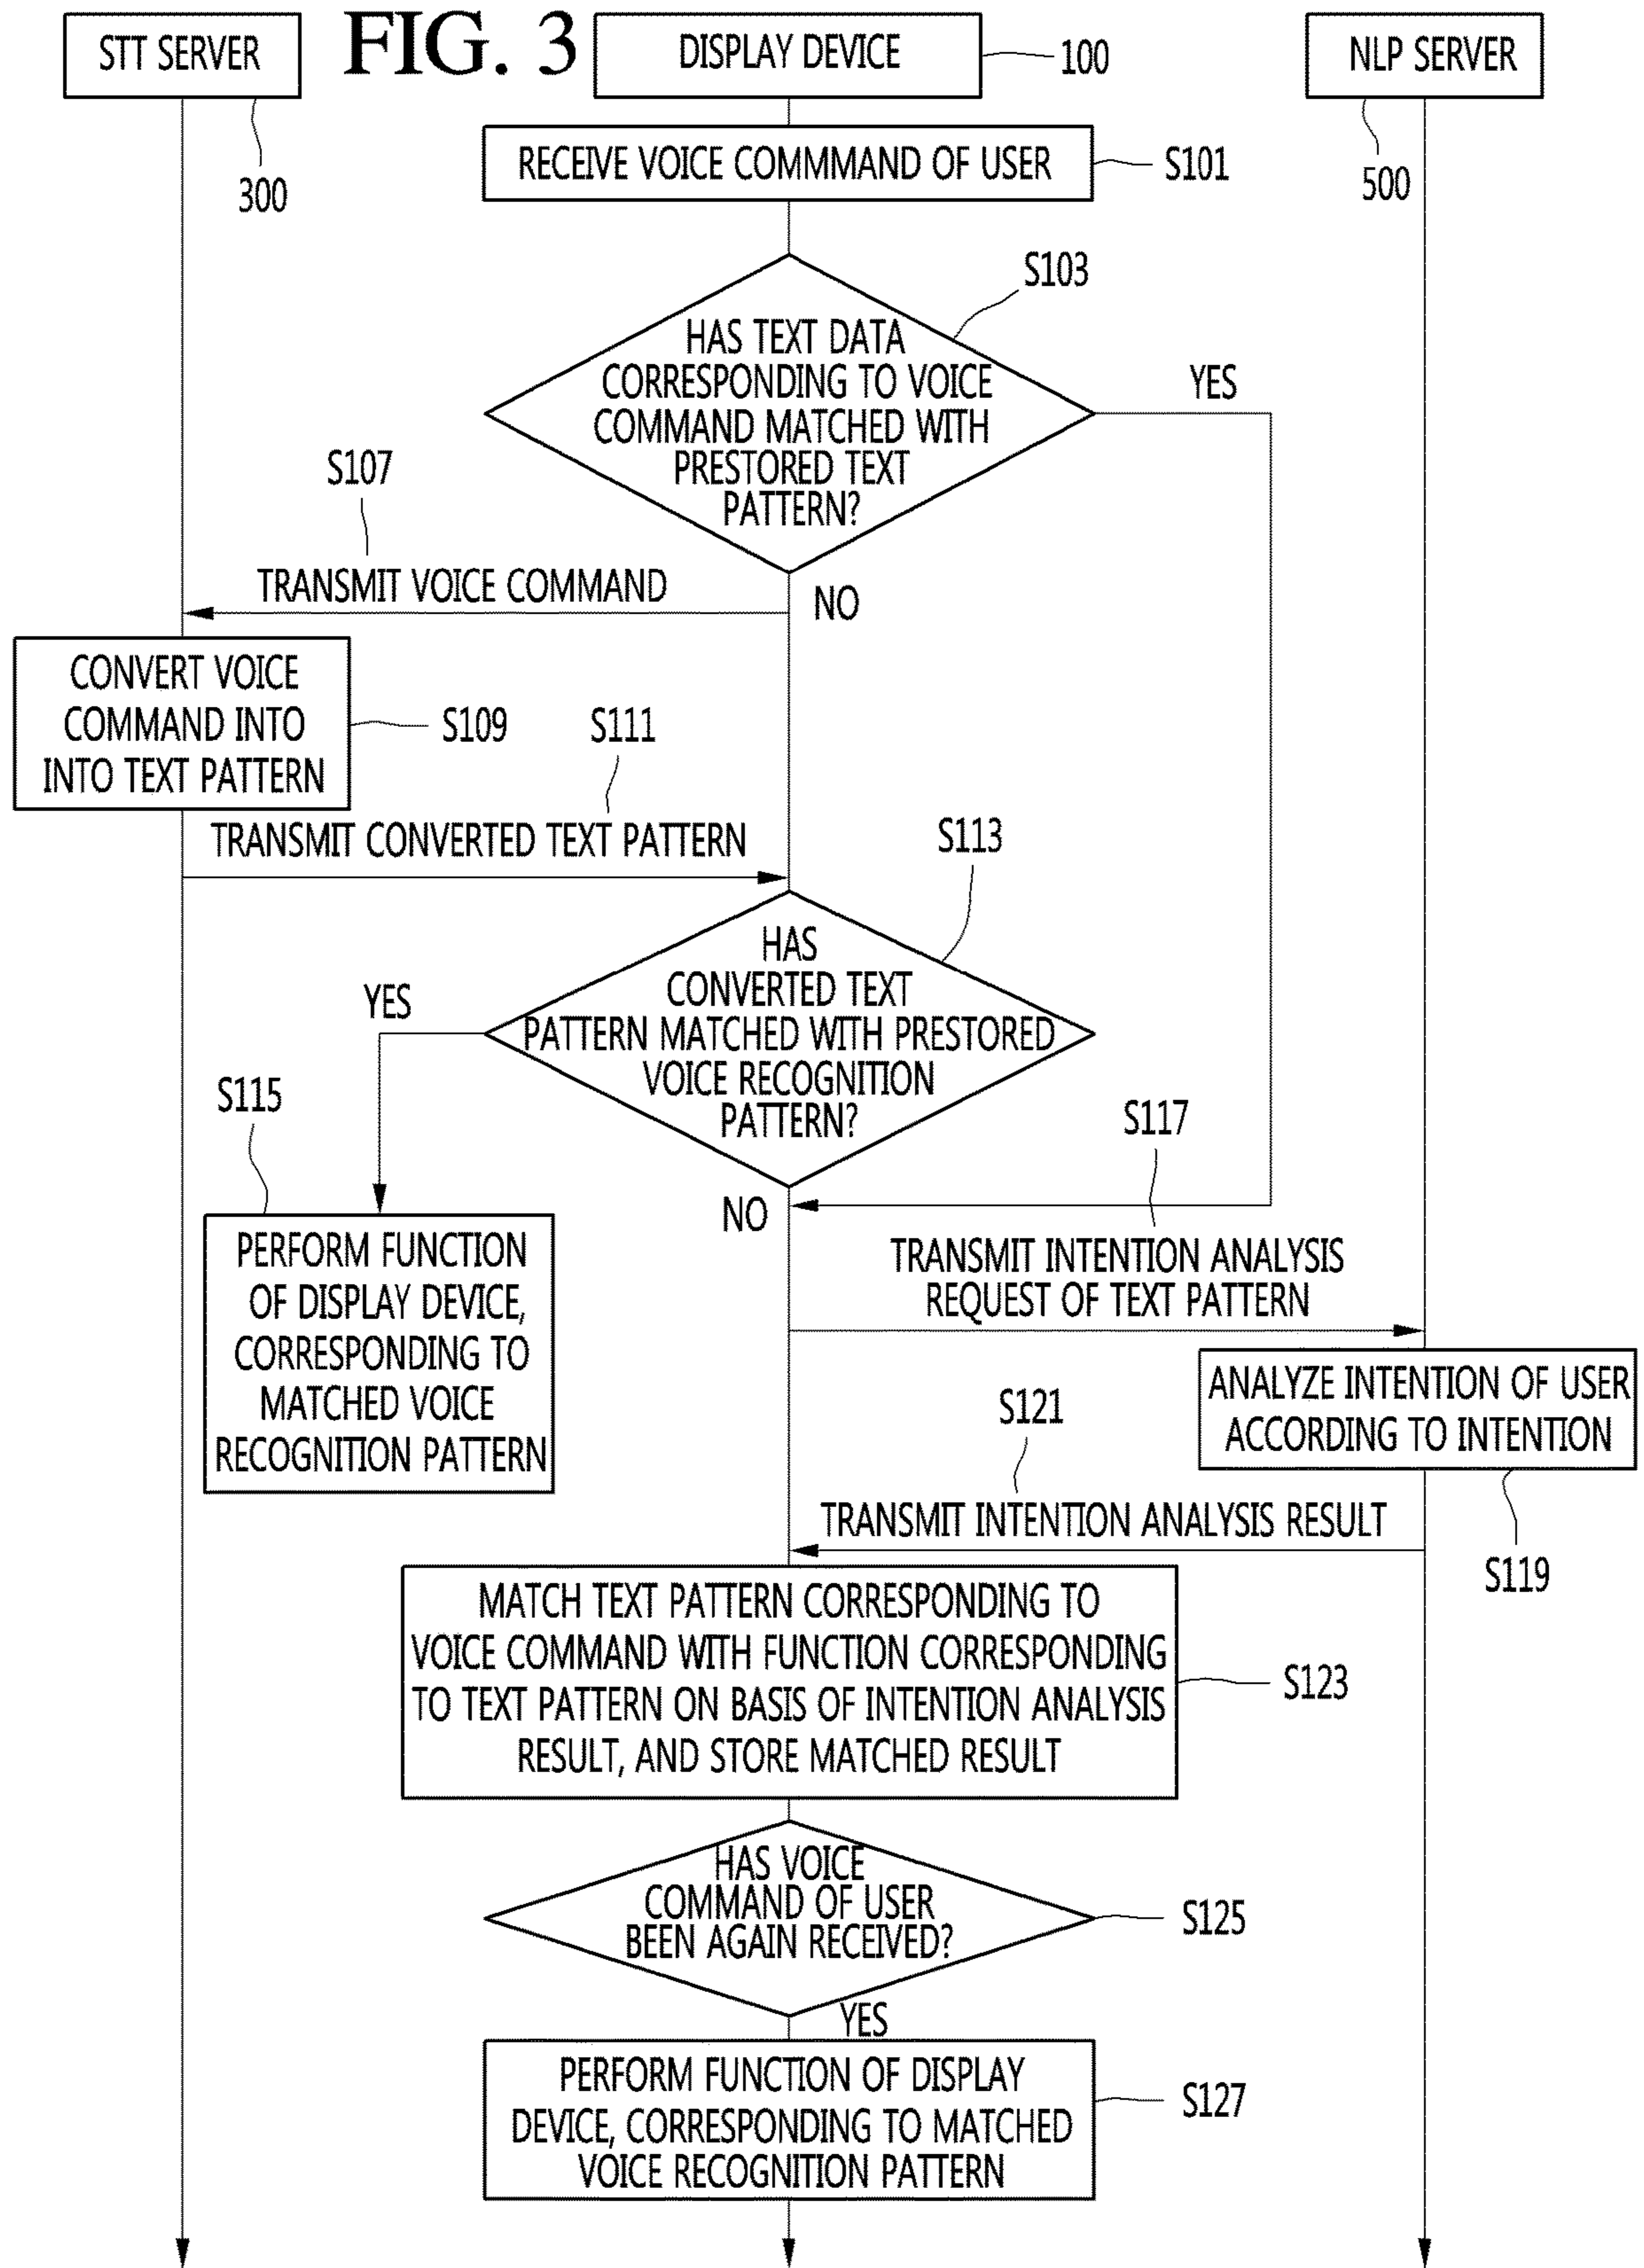 FIG. 3
STT SERVER
DISPLAY DEVICE
100
NLP SERVER
300
500
RECEIVE VOICE COMMMAND OF USER
S101
S103
HAS TEXT DATA
CORRESPONDING TO VOICE
COMMAND MATCHED WITH
PRESTORED TEXT
PATTERN?
YES
S107
TRANSMIT VOICE COMMAND
NO
CONVERT VOICE
COMMAND INTO
INTO TEXT PATTERN
S109
S111
TRANSMIT CONVERTED TEXT PATTERN
S113
HAS
CONVERTED TEXT
PATTERN MATCHED WITH PRESTORED
VOICE RECOGNITION
PATTERN?
YES
S115
PERFORM FUNCTION
OF DISPLAY DEVICE,
CORRESPONDING TO
MATCHED VOICE
RECOGNITION PATTERN
NO
S117
TRANSMIT INTENTION ANALYSIS
REQUEST OF TEXT PATTERN
ANALYZE INTENTION OF USER
ACCORDING TO INTENTION
S119
S121
TRANSMIT INTENTION ANALYSIS RESULT
MATCH TEXT PATTERN CORRESPONDING TO
VOICE COMMAND WITH FUNCTION CORRESPONDING
TO TEXT PATTERN ON BASIS OF INTENTION ANALYSIS
RESULT, AND STORE MATCHED RESULT
S123
HAS VOICE
COMMAND OF USER
BEEN AGAIN RECEIVED?
S125
YES
PERFORM FUNCTION OF DISPLAY
DEVICE, CORRESPONDING TO MATCHED
VOICE RECOGNITION PATTERN
S127